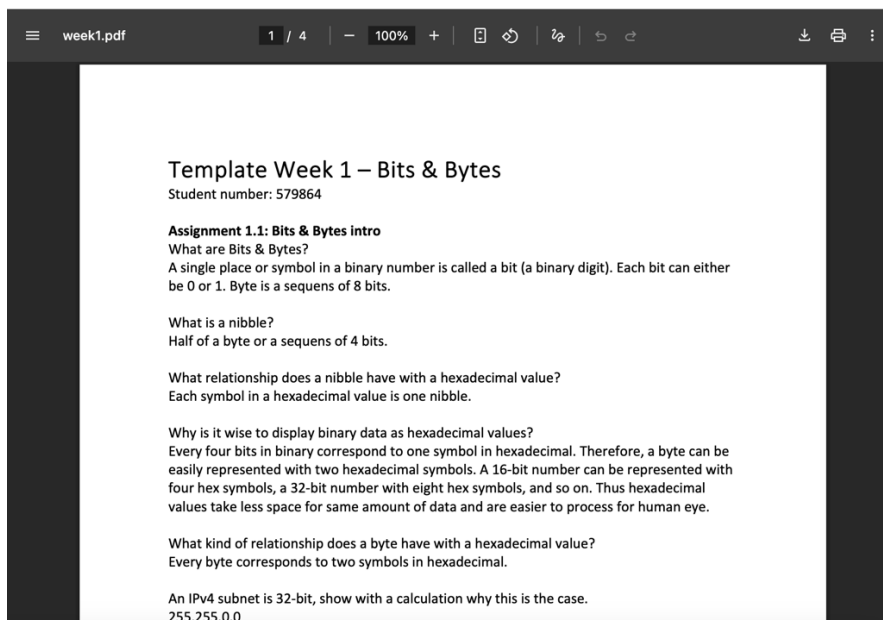 week1.pdf
1 / 4
100%
Template Week 1 – Bits & Bytes
Student number: 579864
Assignment 1.1: Bits & Bytes intro
What are Bits & Bytes?
A single place or symbol in a binary number is called a bit (a binary digit). Each bit can either
be 0 or 1. Byte is a sequens of 8 bits.
What is a nibble?
Half of a byte or a sequens of 4 bits.
What relationship does a nibble have with a hexadecimal value?
Each symbol in a hexadecimal value is one nibble.
Why is it wise to display binary data as hexadecimal values?
Every four bits in binary correspond to one symbol in hexadecimal. Therefore, a byte can be
easily represented with two hexadecimal symbols. A 16-bit number can be represented with
four hex symbols, a 32-bit number with eight hex symbols, and so on. Thus hexadecimal
values take less space for same amount of data and are easier to process for human eye.
What kind of relationship does a byte have with a hexadecimal value?
Every byte corresponds to two symbols in hexadecimal.
An IPv4 subnet is 32-bit, show with a calculation why this is the case.
255.255.0.0